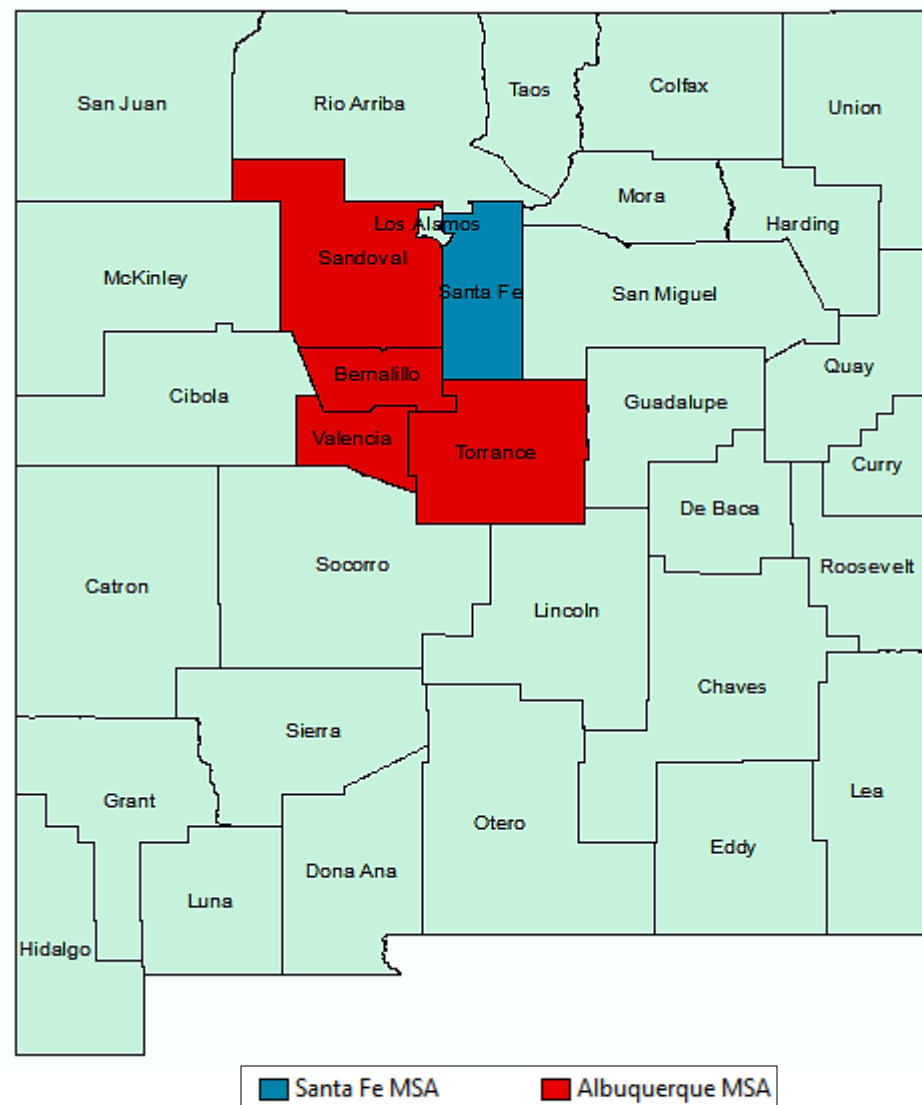 San Juan
Rio Arriba
Taos
Colfax
Union
Mora
Harding
Los Alamos
Sandoval
McKinley
Santa Fe
San Miguel
Quay
Bernalillo
Cibola
Guadalupe
Valencia
Torrance
Curry
De Baca
Socorro
Roosevelt
Catron
Lincoln
Chaves
Sierra
Lea
Grant
Otero
Eddy
Dona Ana
Luna
Hidalgo
Santa Fe MSA
Albuquerque MSA